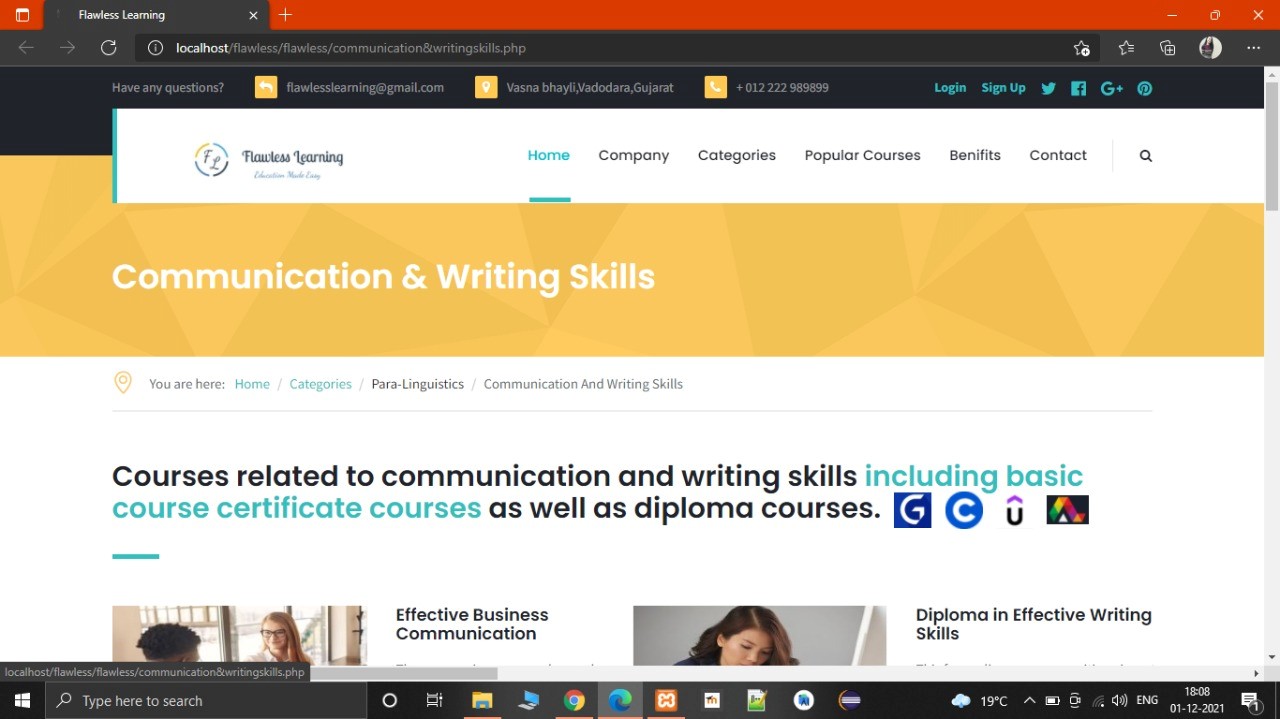 Flawless Learning
localhost/flawless/flawless/communication&writingskills.php
Have any questions? flawlesslearning@gmail.com Vasna bhayli,Vadodara,Gujarat + 012 222 989899 Login Sign Up G+
FL Flawless Learning
Education Made Easy
Home Company Categories Popular Courses Benifits Contact
Communication & Writing Skills
You are here: Home / Categories / Para-Linguistics / Communication And Writing Skills
Courses related to communication and writing skills including basic
course certificate courses as well as diploma courses.
Effective Business
Communication
Diploma in Effective Writing
Skills
localhost/flawless/flawless/communication&writingskills.php
Type here to search
19°C
ENG
18:08
01-12-2021
1